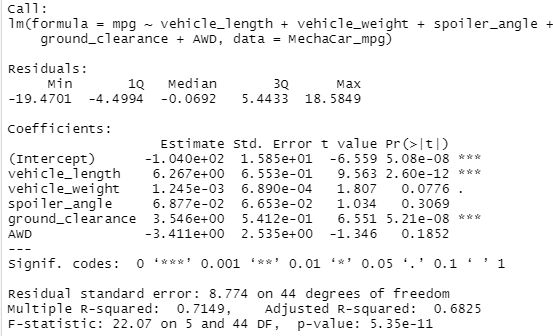 Call:
lm(formula = mpg ~ vehicle_length + vehicle_weight + spoiler_angle +
    ground_clearance + AWD, data = MechaCar_mpg)
Residuals:
     Min       1Q   Median       3Q      Max
-19.4701  -4.4994  -0.0692   5.4433  18.5849
Coefficients:
                   Estimate Std. Error t value Pr(>|t|)
(Intercept)      -1.040e+02  1.585e+01  -6.559 5.08e-08 ***
vehicle_length    6.267e+00  6.553e-01   9.563 2.60e-12 ***
vehicle_weight    1.245e-03  6.890e-04   1.807   0.0776 .
spoiler_angle     6.877e-02  6.653e-02   1.034   0.3069
ground_clearance  3.546e+00  5.412e-01   6.551 5.21e-08 ***
AWD              -3.411e+00  2.535e+00  -1.346   0.1852
---
Signif. codes:  0 ‘***’ 0.001 ‘**’ 0.01 ‘*’ 0.05 ‘.’ 0.1 ‘ ’ 1
Residual standard error: 8.774 on 44 degrees of freedom
Multiple R-squared:  0.7149,	Adjusted R-squared:  0.6825
F-statistic: 22.07 on 5 and 44 DF,  p-value: 5.35e-11